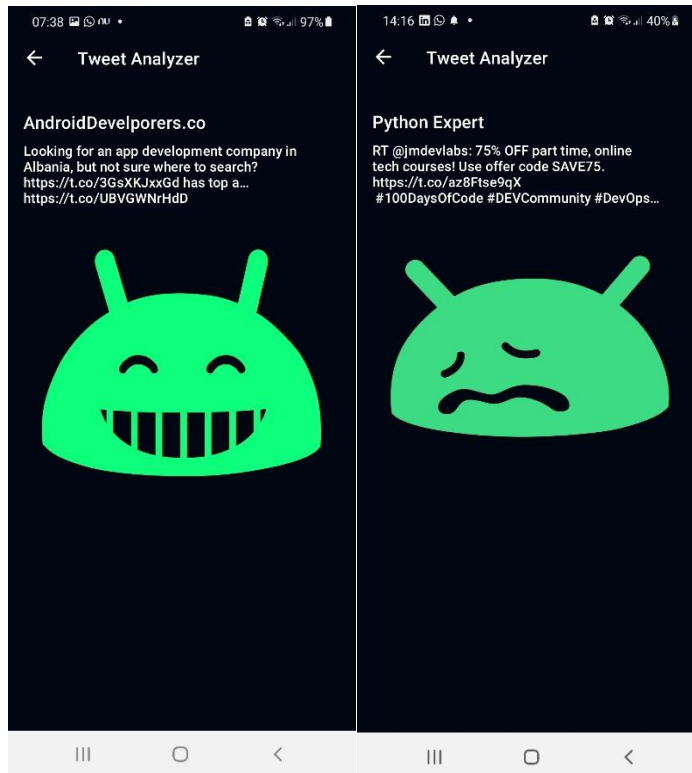 07:38 97%
Tweet Analyzer
AndroidDevelporers.co
Looking for an app development company in
Albania, but not sure where to search?
https://t.co/3GsXKJxxGd has top a...
https://t.co/UBVGWNrHdD
14:16 40%
Tweet Analyzer
Python Expert
RT @jmdevlabs: 75% OFF part time, online
tech courses! Use offer code SAVE75.
https://t.co/az8Ftse9qX
#100DaysOfCode #DEVCommunity #DevOps...